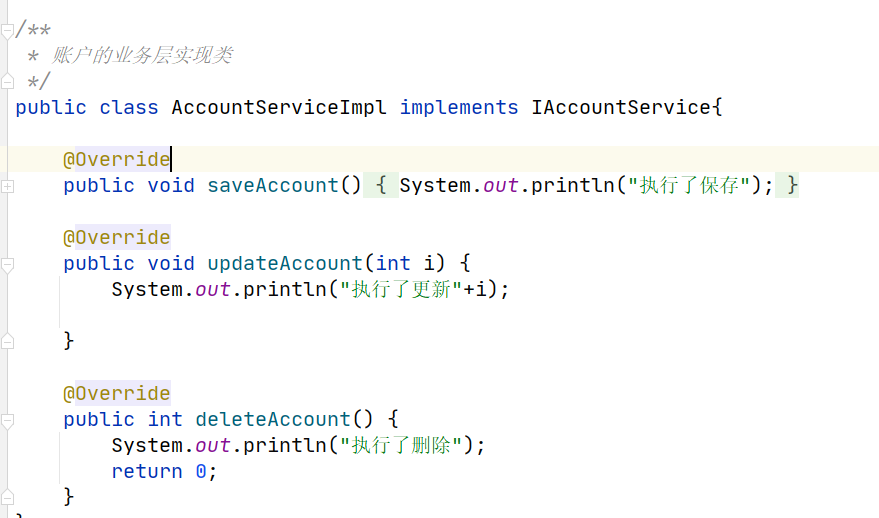 /**
 * 账户的业务层实现类
 */
public class AccountServiceImpl implements IAccountService{
@Override
public void saveAccount() { System.out.println("执行了保存"); }
@Override
public void updateAccount(int i) {
System.out.println("执行了更新"+i);
}
@Override
public int deleteAccount() {
System.out.println("执行了删除");
return 0;
}
}